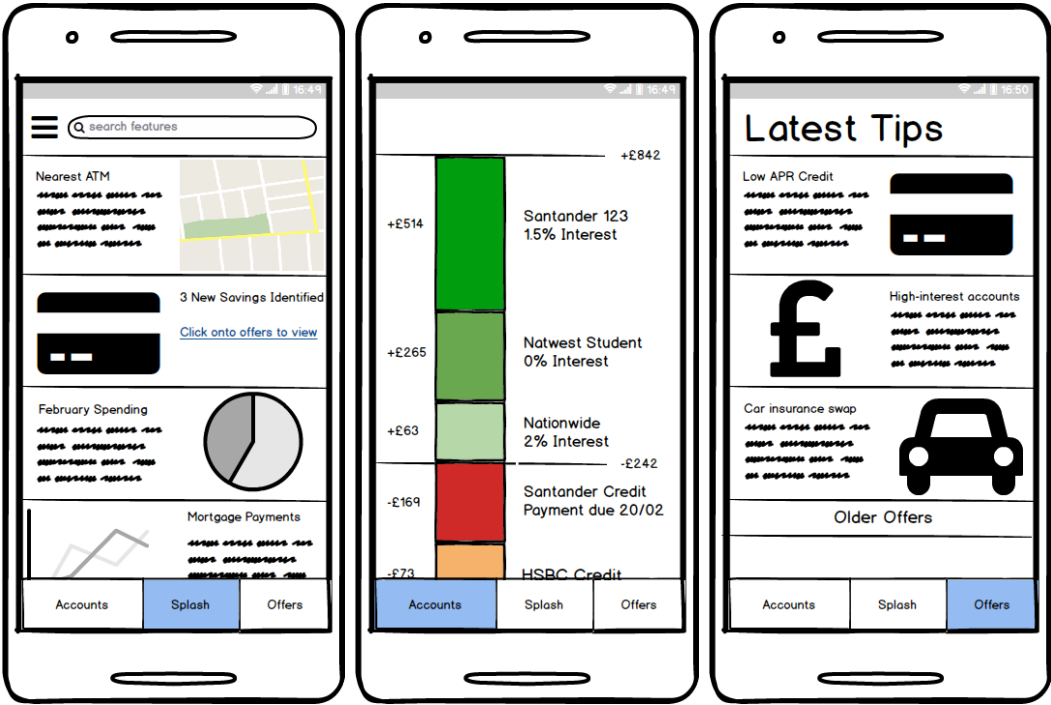 16:49
search features
Nearest ATM
3 New Savings Identified
Click onto offers to view
February Spending
Mortgage Payments
Accounts
Splash
Offers
16:49
+£842
+£514
Santander 123
1.5% Interest
+£265
Natwest Student
0% Interest
+£63
Nationwide
2% Interest
-£242
-£169
Santander Credit
Payment due 20/02
-£73
HSBC Credit
Accounts
Splash
Offers
16:50
Latest Tips
Low APR Credit
High-interest accounts
Car insurance swap
Older Offers
Accounts
Splash
Offers